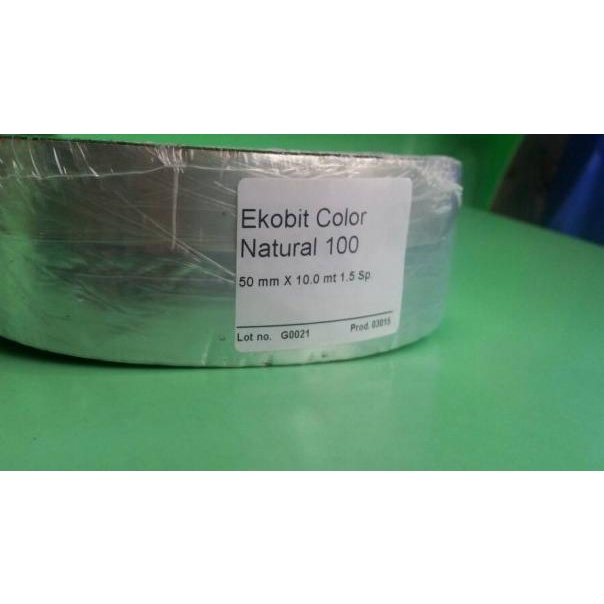 Ekobit Color
Natural 100
50 mm X 10.0 mt 1.5 Sp.
Lot no. G0021 Prod. 03015